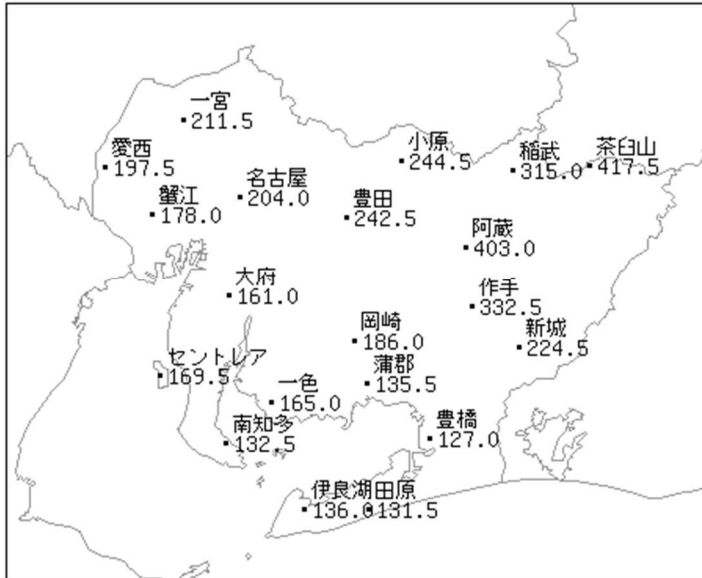 一宮
211.5
愛西
197.5
小原
244.5
稲武
315.0
茶臼山
417.5
蟹江
178.0
名古屋
204.0
豊田
242.5
阿蔵
403.0
大府
161.0
作手
332.5
岡崎
186.0
新城
224.5
セントレア
169.5
蒲郡
135.5
一色
165.0
南知多
132.5
豊橋
127.0
伊良湖
136.0
田原
131.5